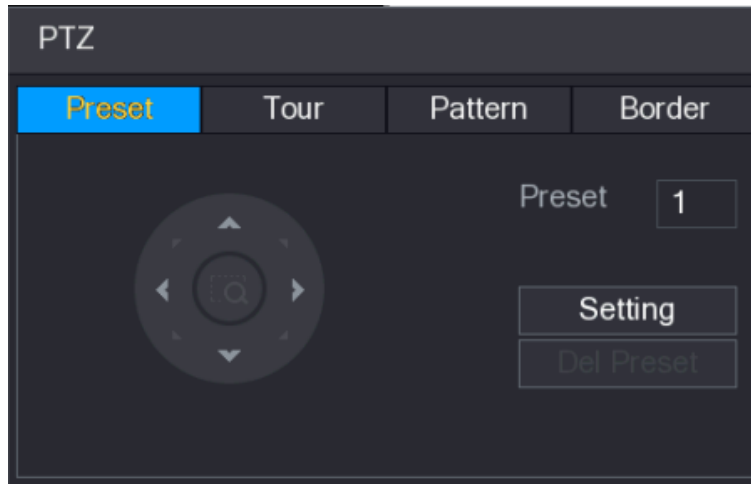 PTZ
Preset Tour Pattern Border
Preset 1
Setting
Del Preset